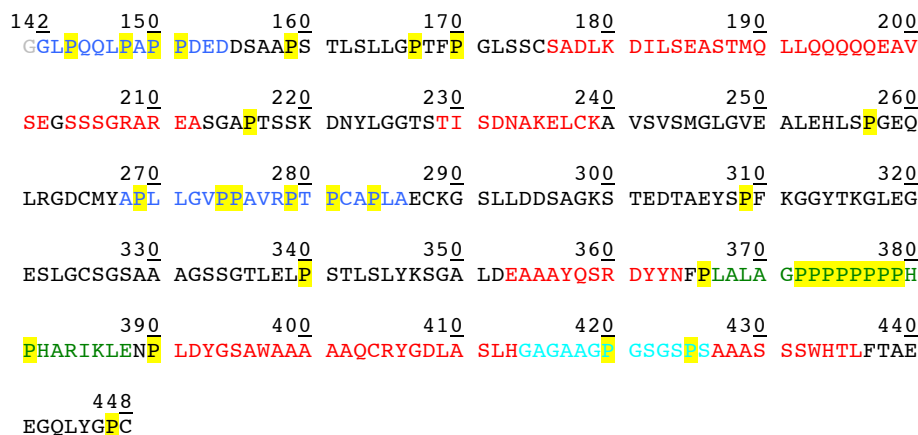 142 150 160 170 180 190 200
GGLPQQLPAP PDEDDSAAPS TLSLLGPTFP GLSSCSADLK DILSEASTMQ LLQQQQQEAV
210 220 230 240 250 260
SEGSSSGRAR EASGAPTSSK DNYLGGTSTI SDNAKELCKA VSVSMGLGVE ALEHLSPGEQ
270 280 290 300 310 320
LRGDCMYAPL LGVPPAVRPT PCAPLAECKG SLLDDSAGKS TEDTAEYSPF KGGYTKGLEG
330 340 350 360 370 380
ESLGCSGSAA AGSSGTLELP STLSLYKSGA LDEAAAYQSR DYYNFPLALA GPPPPPPPPH
390 400 410 420 430 440
PHARIKLENP LDYGSAWAAA AAQCRYGDLA SLHGAGAAGP GSGSPSAAAS SSWHTLFTAE
448
EGQLYGPC